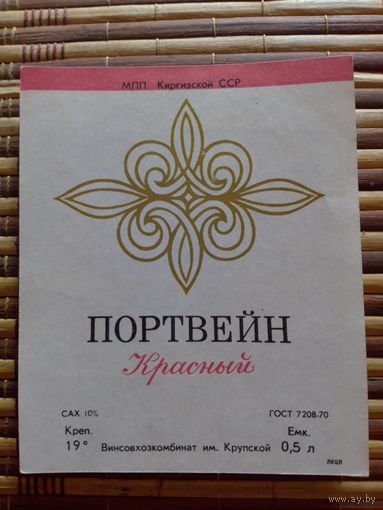 МПП Киргизской ССР
ПОРТВЕЙН
Красный
САХ 10% ГОСТ 7208-70
Креп. Емк.
19° Винсовхозкомбинат им. Крупской 0,5 л
ЛКЦЛ
www.ay.by